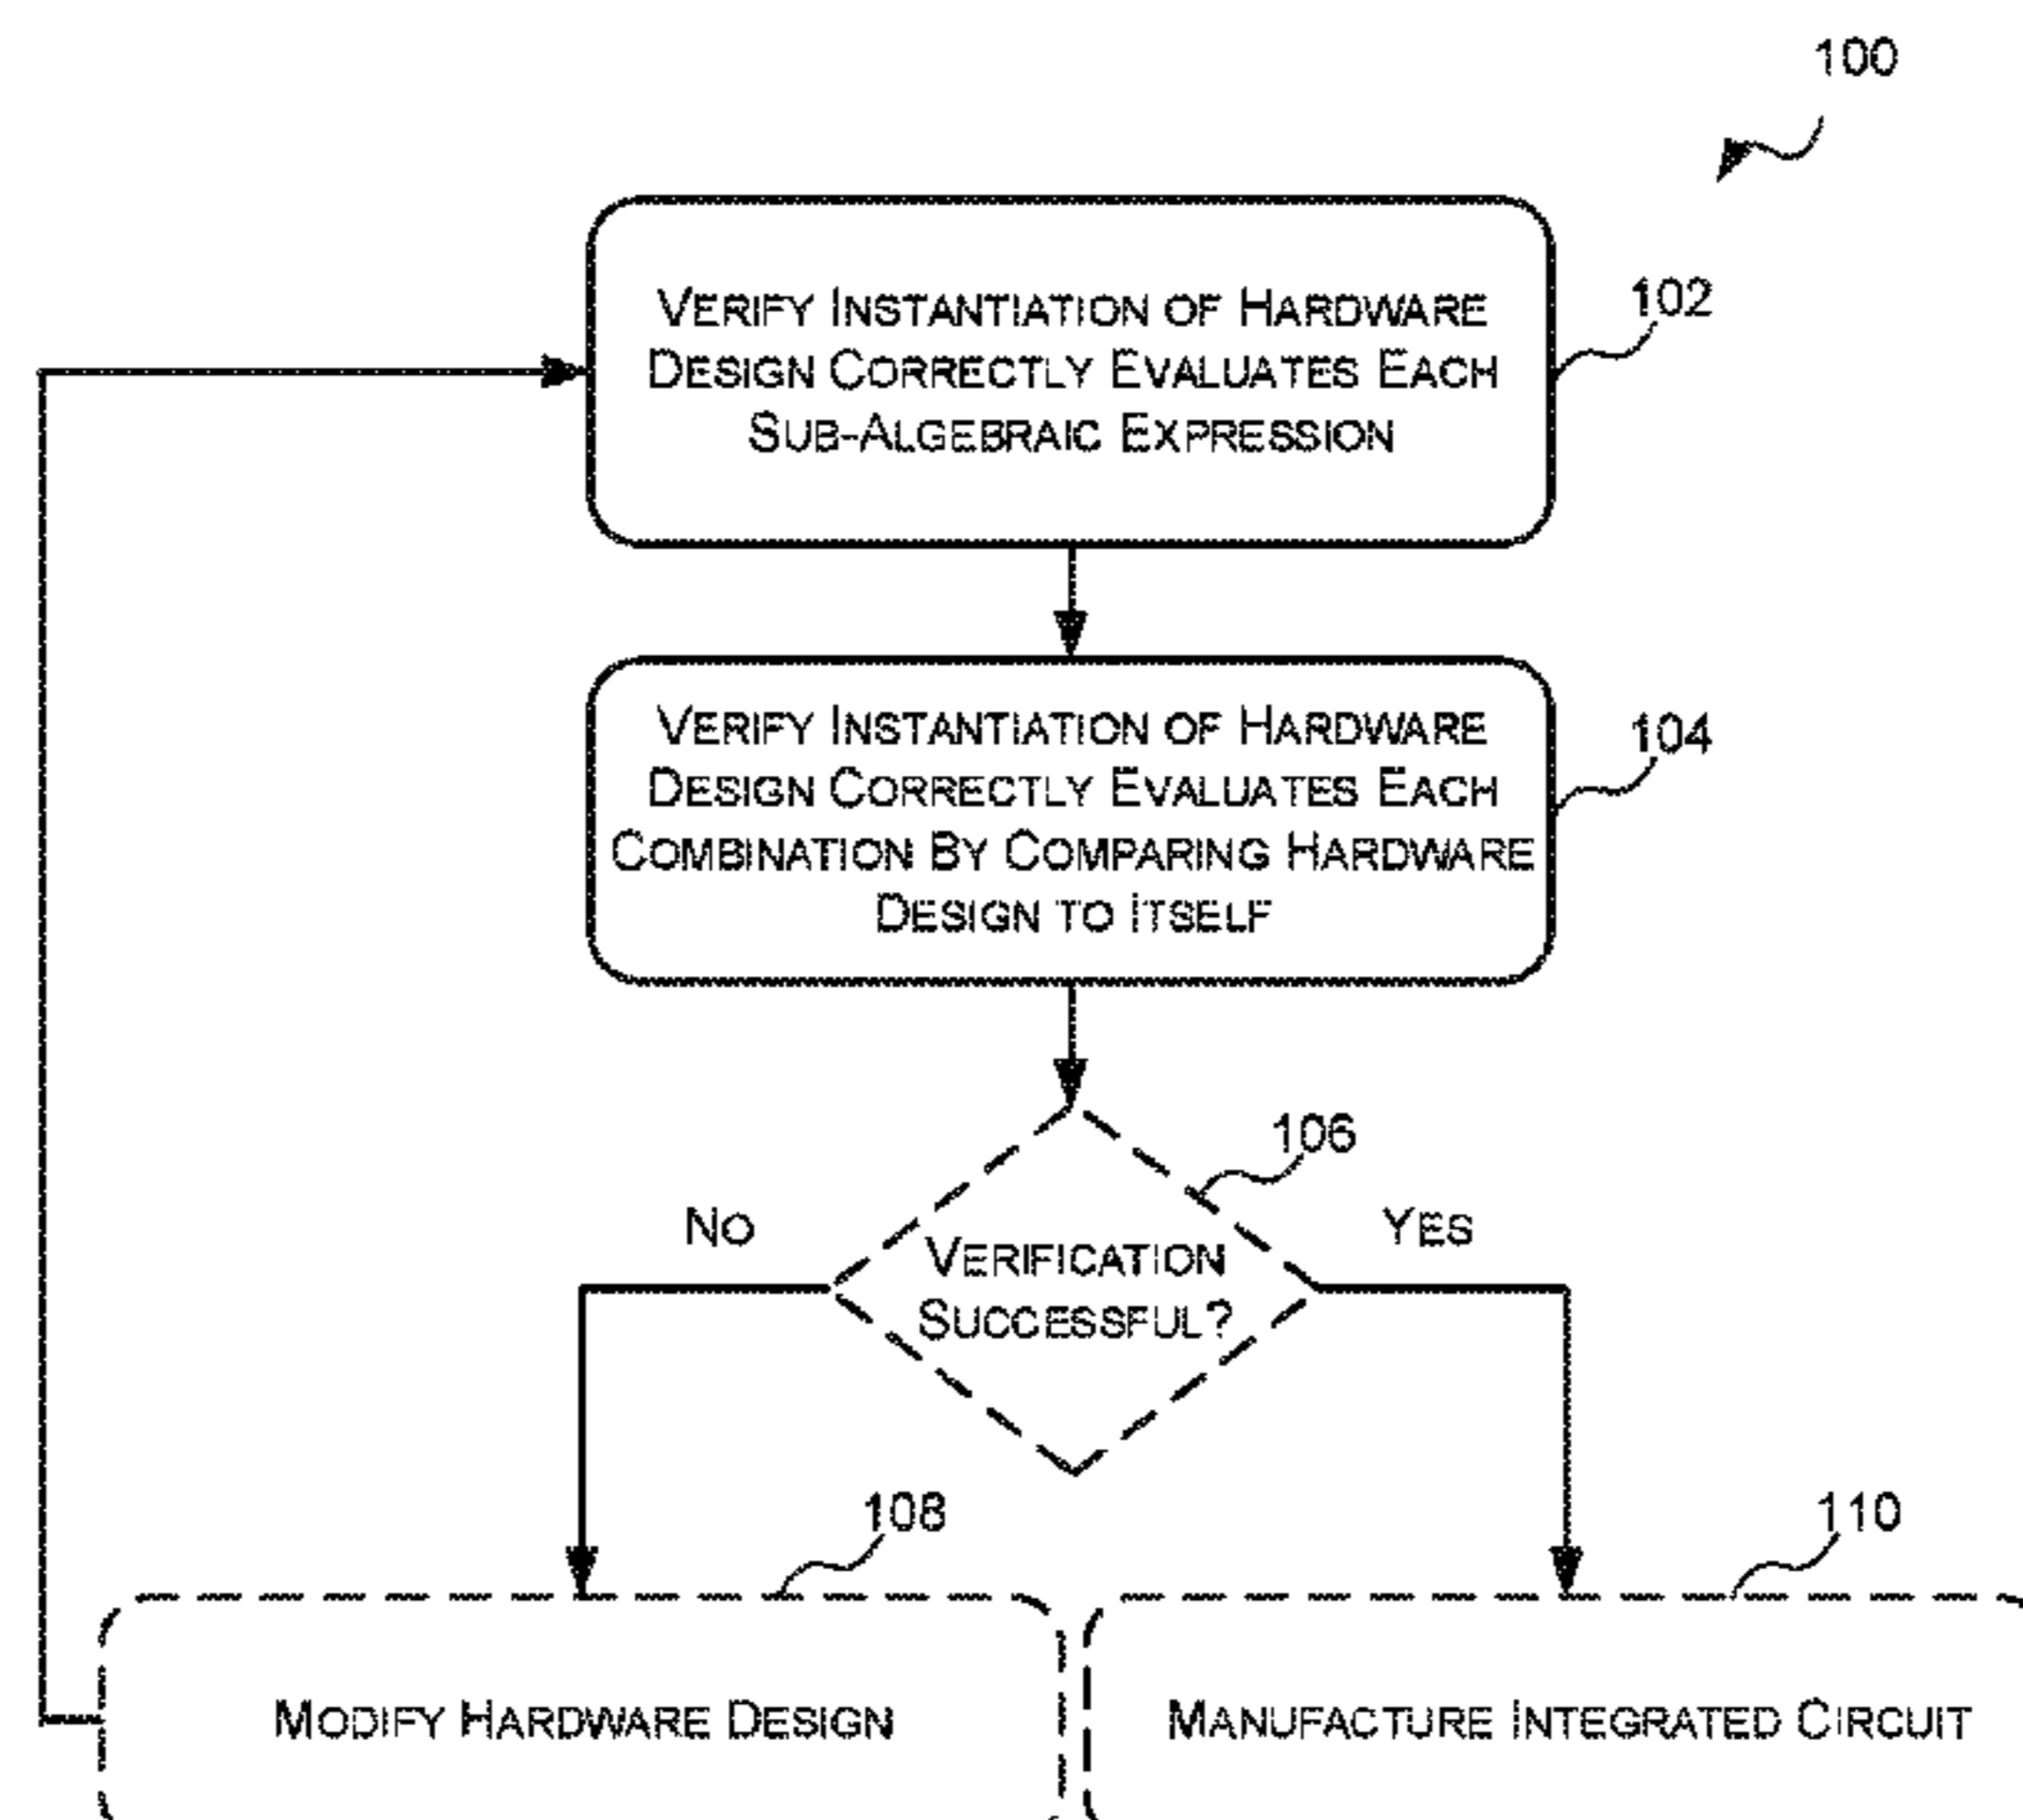 100
VERIFY INSTANTIATION OF HARDWARE
DESIGN CORRECTLY EVALUATES EACH
SUB-ALGEBRAIC EXPRESSION
102
VERIFY INSTANTIATION OF HARDWARE
DESIGN CORRECTLY EVALUATES EACH
COMBINATION BY COMPARING HARDWARE
DESIGN TO ITSELF
104
106
NO
YES
VERIFICATION
SUCCESSFUL?
108
110
MODIFY HARDWARE DESIGN
MANUFACTURE INTEGRATED CIRCUIT